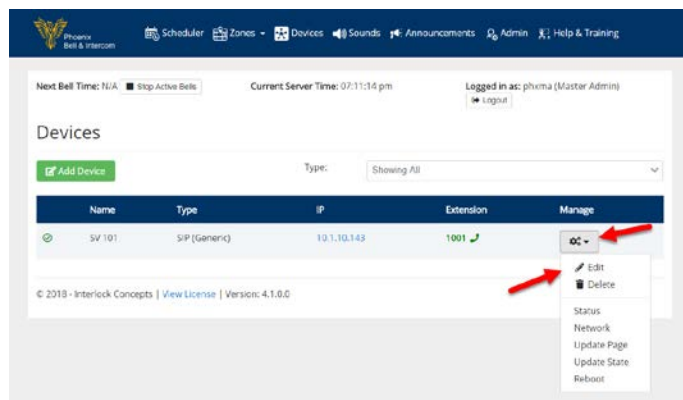 Phoenix
Bell & Intercom
Scheduler Zones Devices Sounds Announcements Admin Help & Training
Next Bell Time: N/A Stop Active Bells Current Server Time: 07:11:14 pm Logged in as: phxma (Master Admin)
Logout
Devices
Add Device Type: Showing All
Name Type IP Extension Manage
SV 101 SIP (Generic) 10.1.10.143 1001
Edit
Delete
© 2018 - Interlock Concepts | View License | Version: 4.1.0.0
Status
Network
Update Page
Update State
Reboot